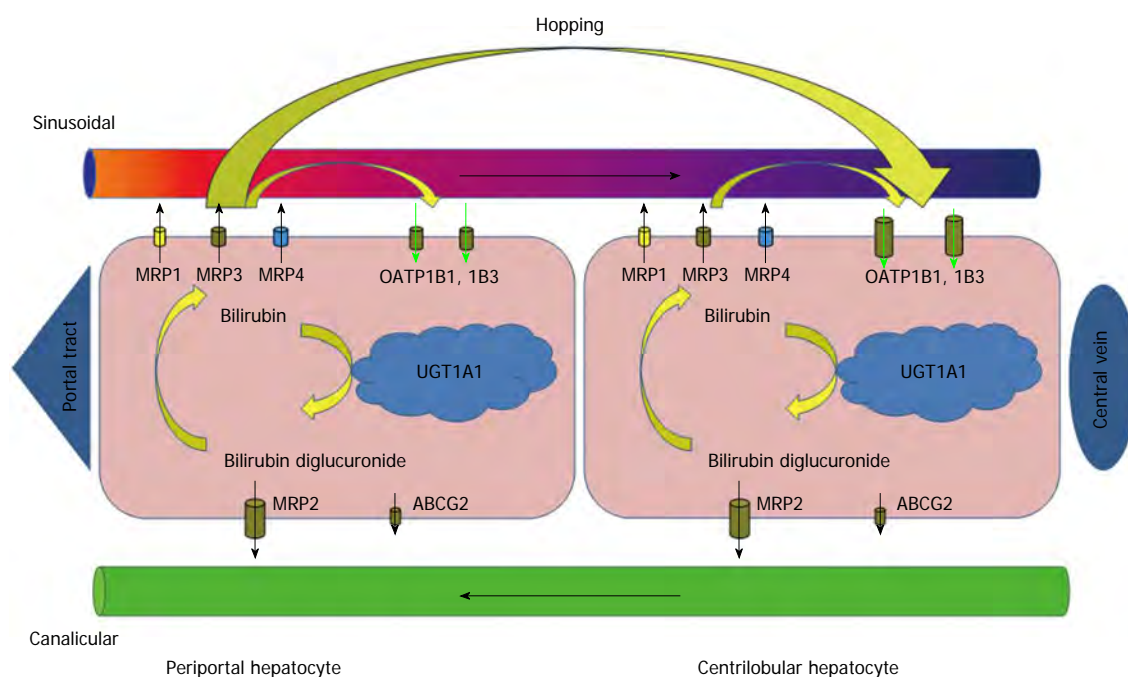 Hopping
Sinusoidal
MRP1 MRP3 MRP4 OATP1B1, 1B3
MRP1 MRP3 MRP4 OATP1B1, 1B3
Bilirubin
Bilirubin
Portal tract
UGT1A1
UGT1A1
Central vein
Bilirubin diglucuronide
Bilirubin diglucuronide
MRP2 ABCG2
MRP2 ABCG2
Canalicular
Periportal hepatocyte
Centrilobular hepatocyte